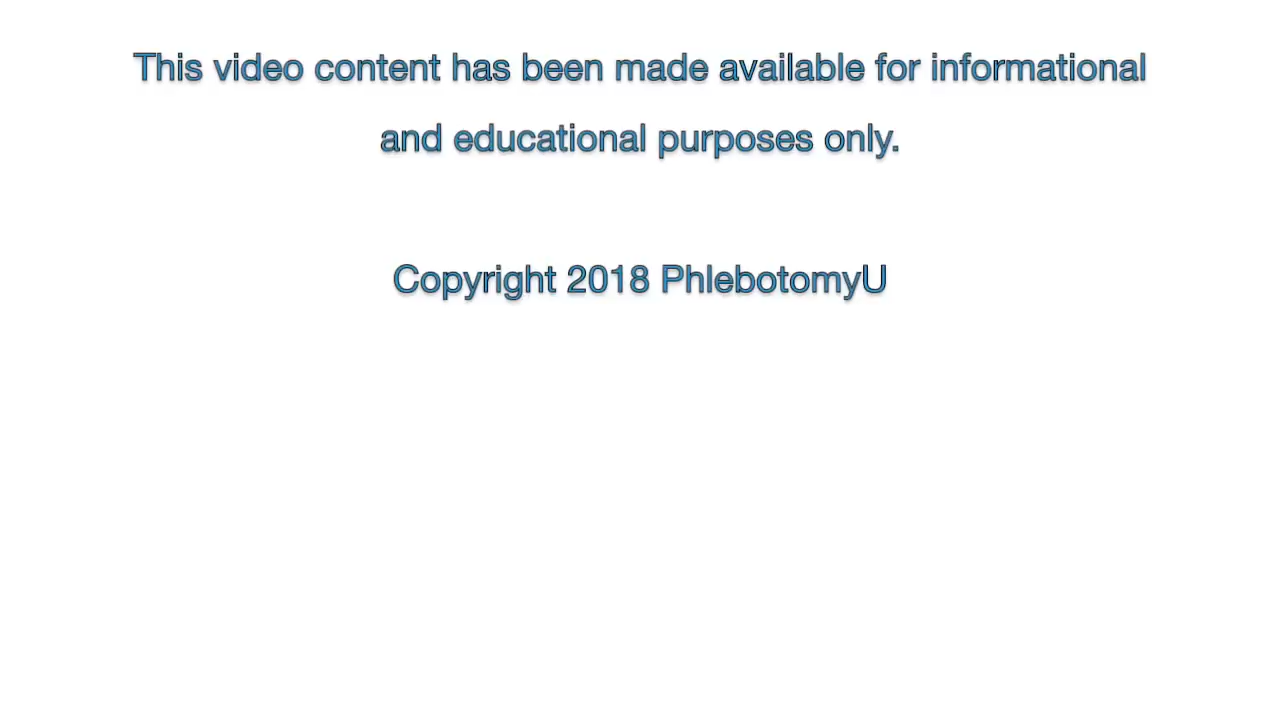 This video content has been made available for informational
and educational purposes only.
Copyright 2018 PhlebotomyU